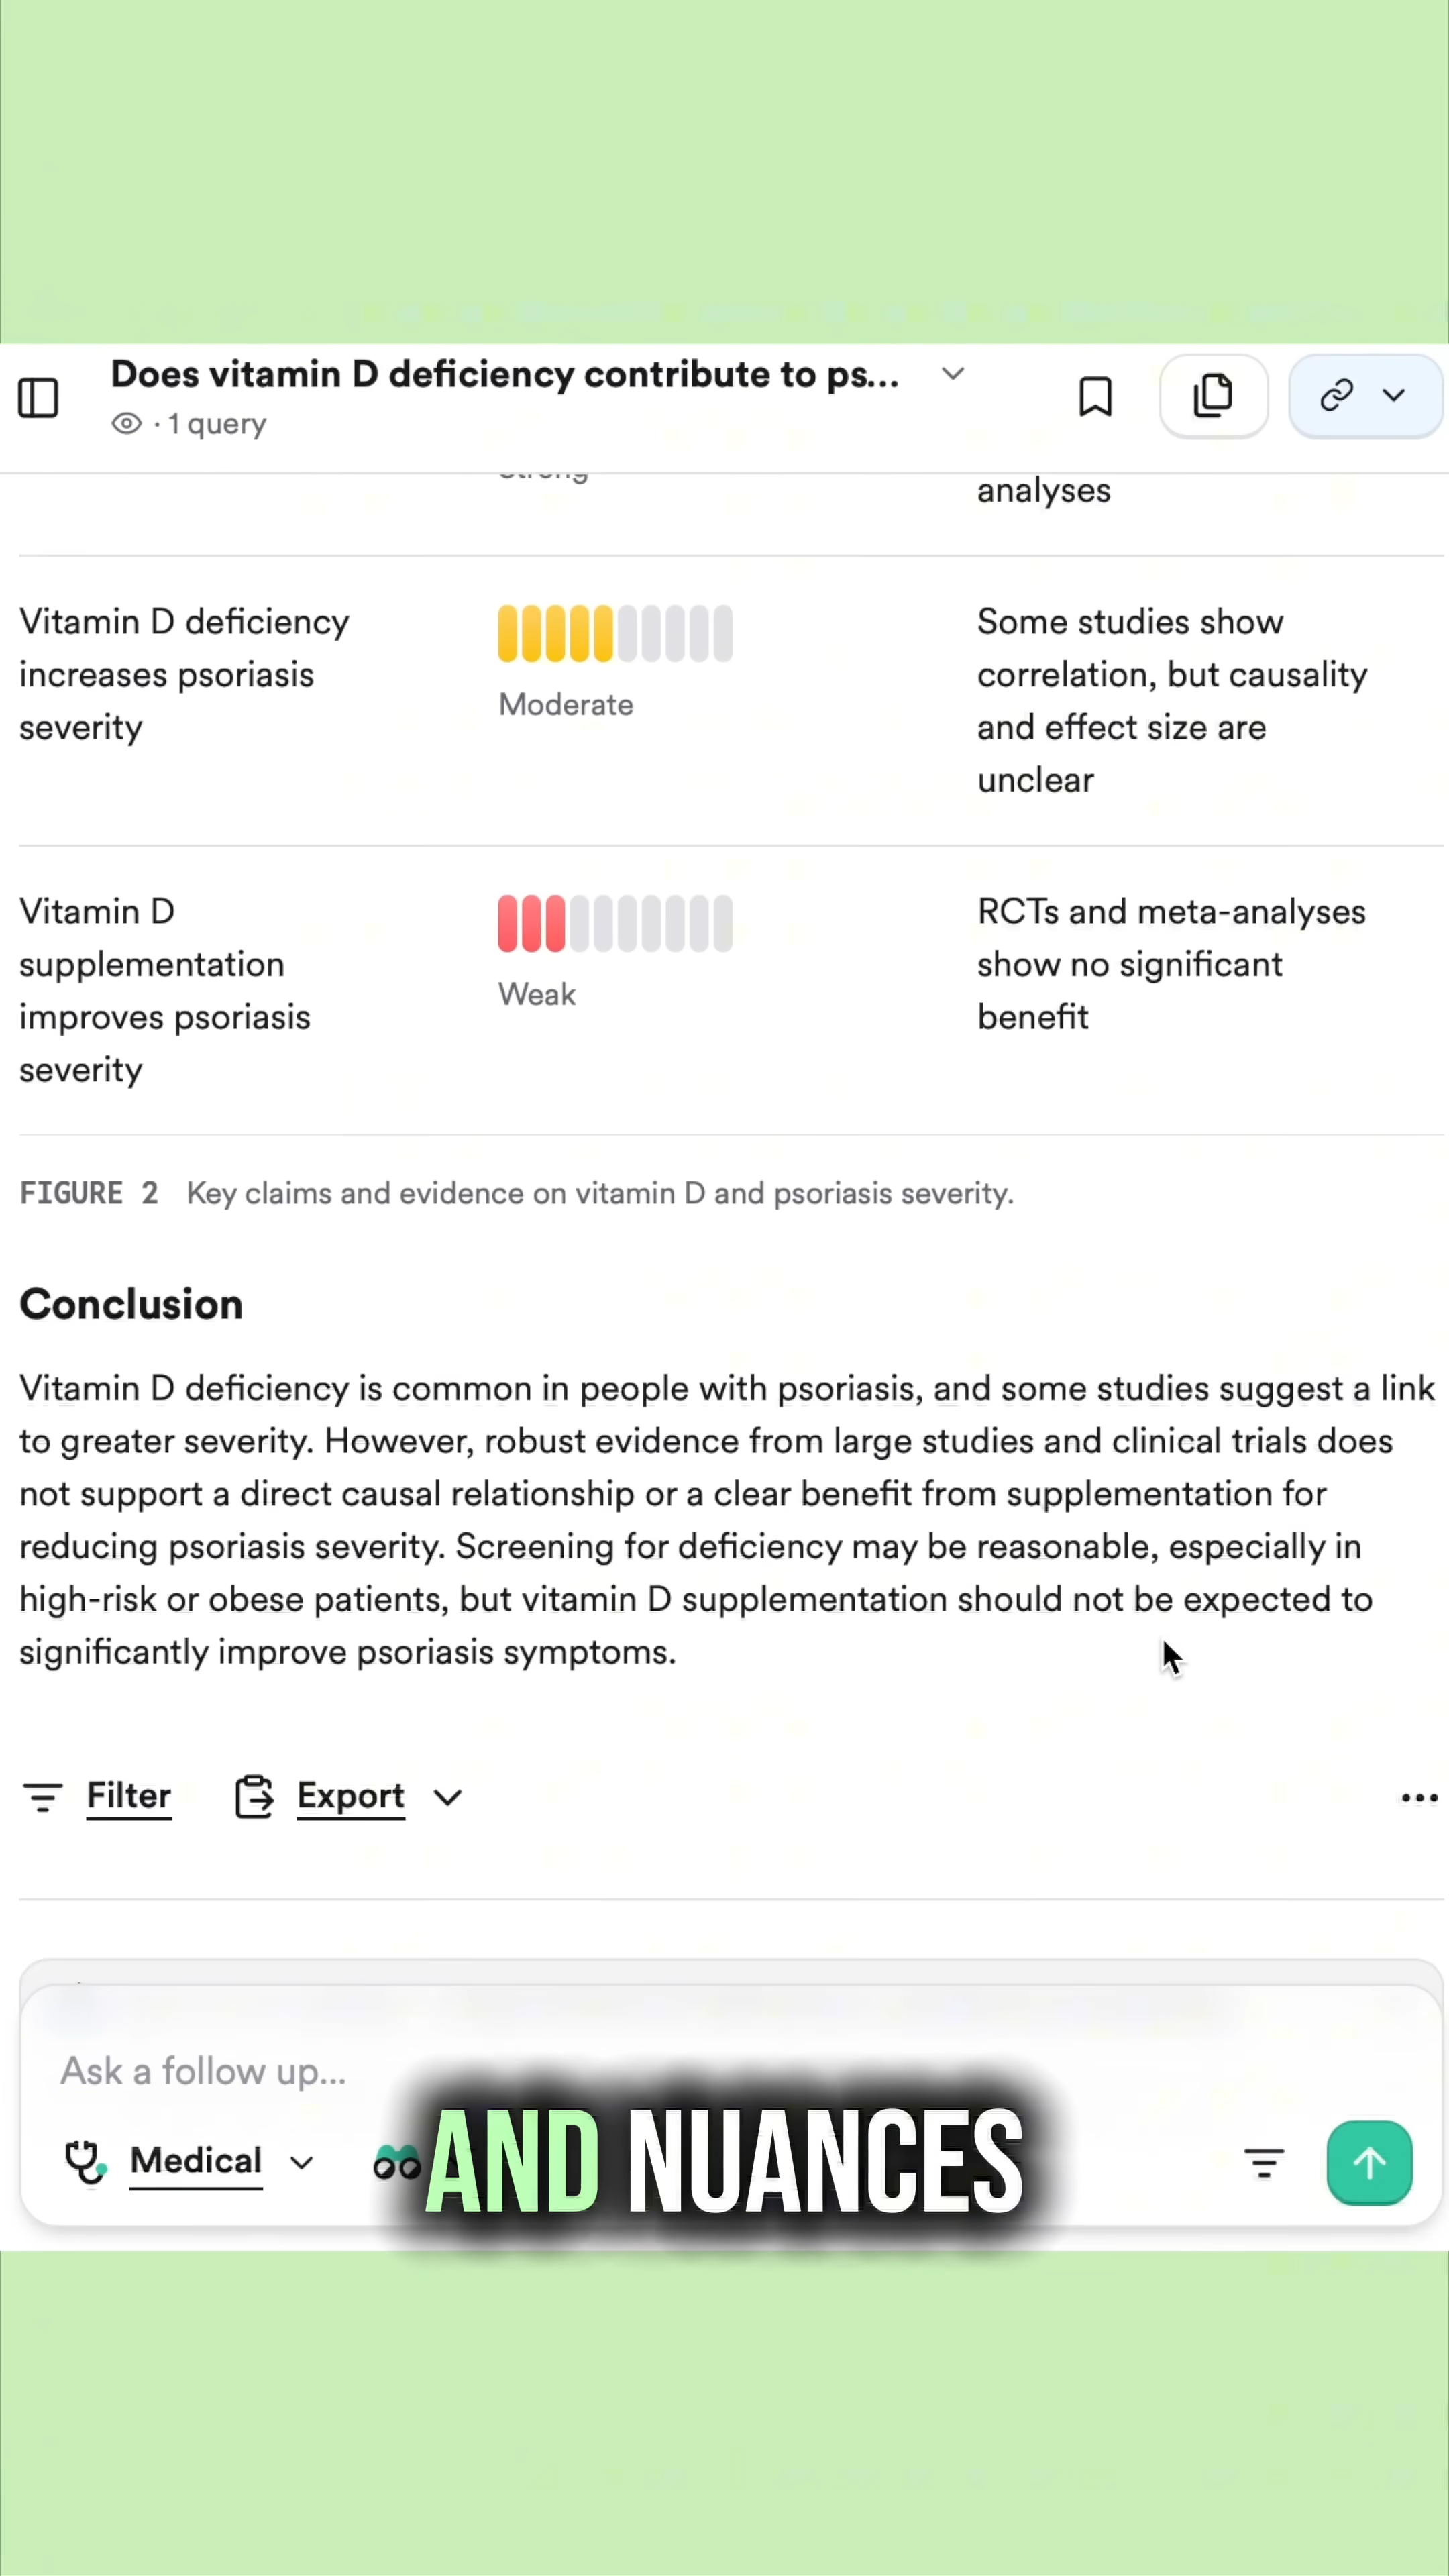 Does vitamin D deficiency contribute to ps...
· 1 query
Strong
analyses
Vitamin D deficiency
increases psoriasis
severity
Moderate
Some studies show
correlation, but causality
and effect size are
unclear
Vitamin D
supplementation
improves psoriasis
severity
Weak
RCTs and meta-analyses
show no significant
benefit
FIGURE 2 Key claims and evidence on vitamin D and psoriasis severity.
Conclusion
Vitamin D deficiency is common in people with psoriasis, and some studies suggest a link
to greater severity. However, robust evidence from large studies and clinical trials does
not support a direct causal relationship or a clear benefit from supplementation for
reducing psoriasis severity. Screening for deficiency may be reasonable, especially in
high-risk or obese patients, but vitamin D supplementation should not be expected to
significantly improve psoriasis symptoms.
Filter Export
Ask a follow up...
Medical
AND NUANCES